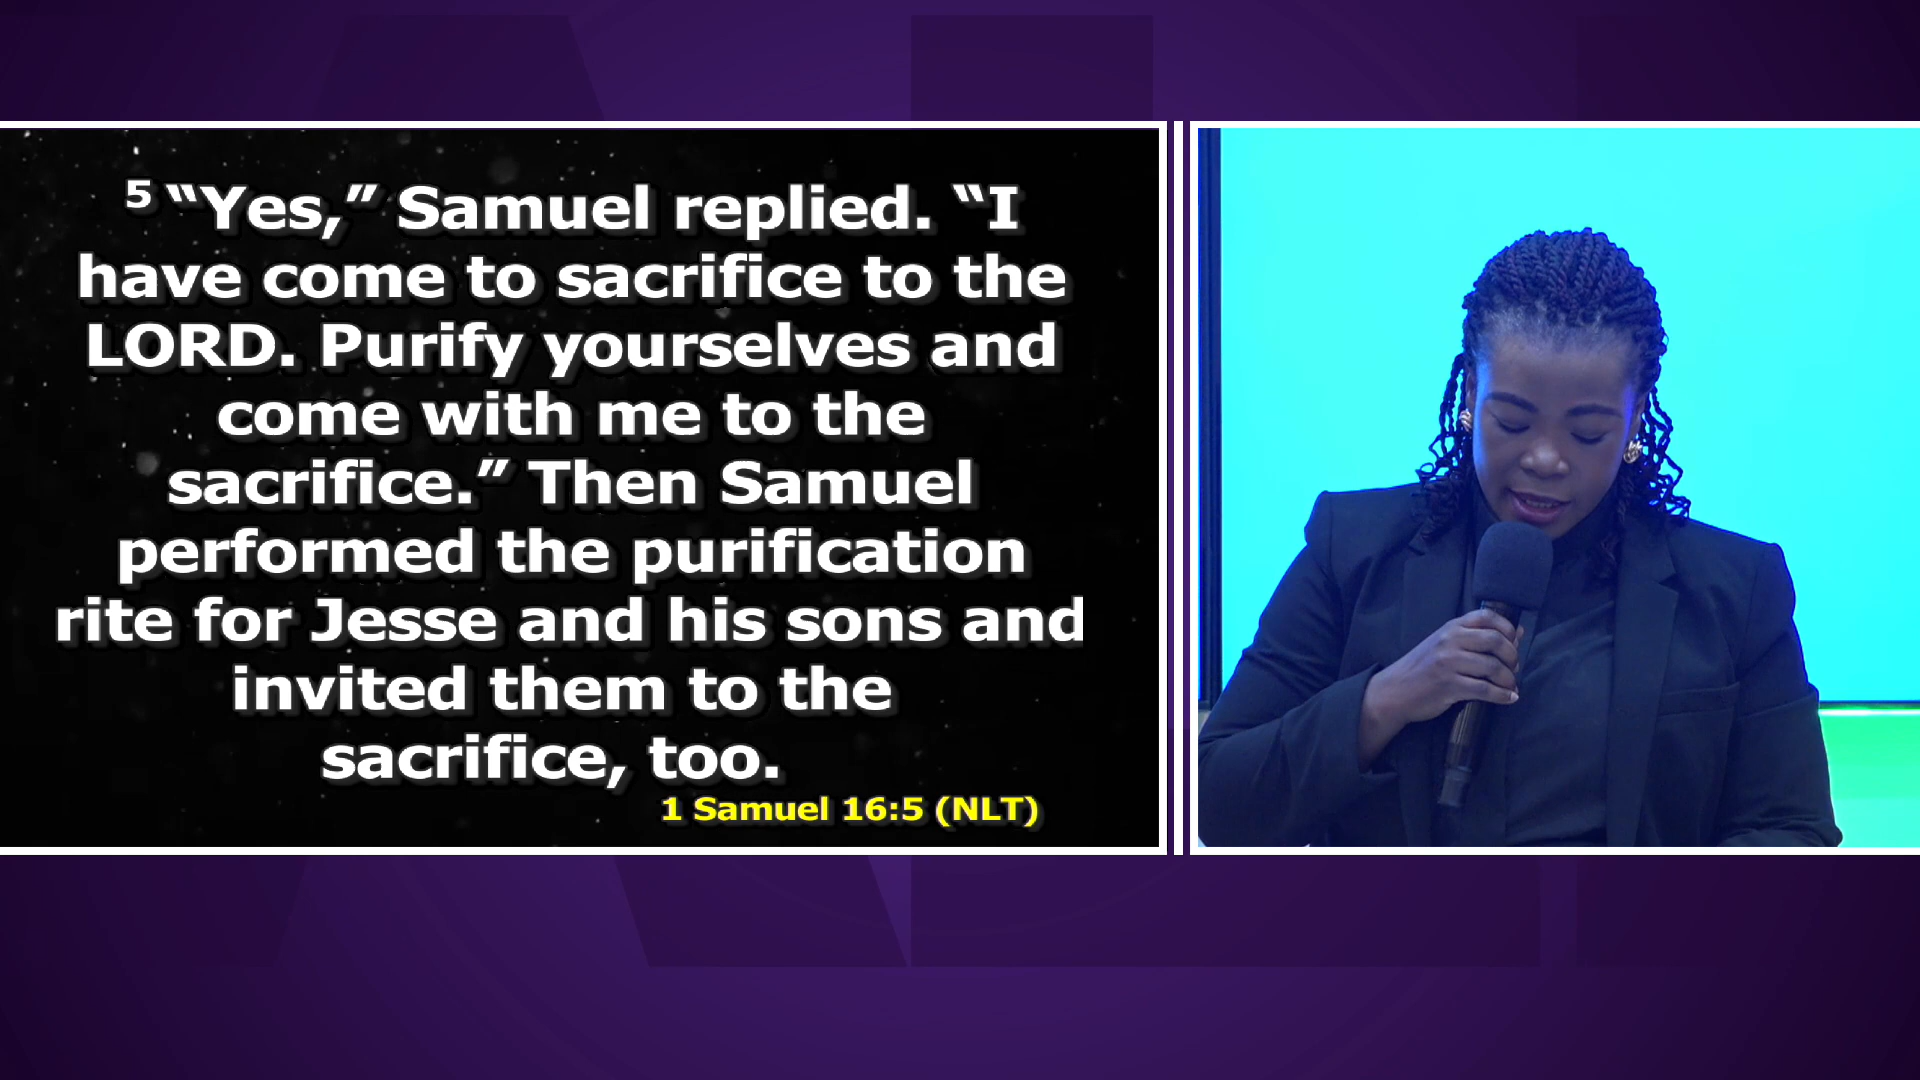 5 “Yes,” Samuel replied. “I
have come to sacrifice to the
LORD. Purify yourselves and
come with me to the
sacrifice.” Then Samuel
performed the purification
rite for Jesse and his sons and
invited them to the
sacrifice, too.
1 Samuel 16:5 (NLT)